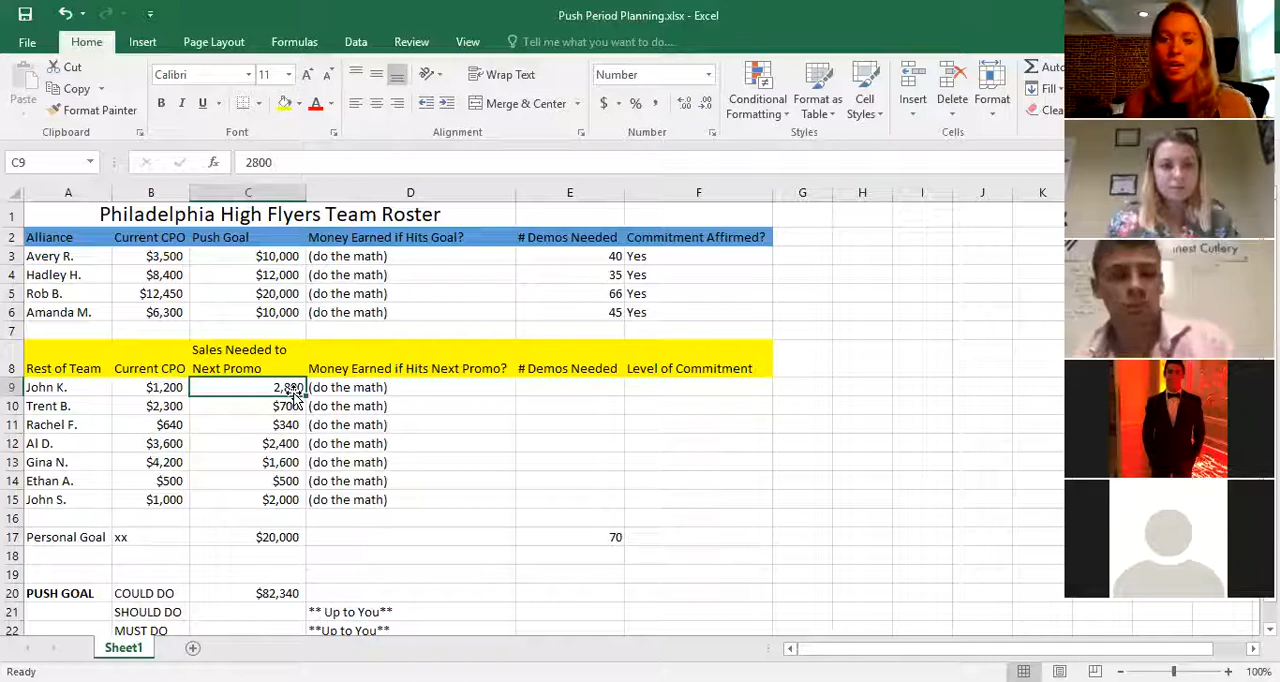 Push Period Planning.xlsx - Excel
File Home Insert Page Layout Formulas Data Review View Tell me what you want to do...
Paste Cut Copy Format Painter Clipboard
Calibri 11 B I U Font
Wrap Text Merge & Center Alignment
Number $ % , Number
Conditional Formatting Format as Table Cell Styles Styles
Insert Delete Format Cells
Auto
Fill
Clea
C9 fx 2800
A B C D E F G H I J K
1 Philadelphia High Flyers Team Roster
2 Alliance Current CPO Push Goal Money Earned if Hits Goal? # Demos Needed Commitment Affirmed?
3 Avery R. $3,500 $10,000 (do the math) 40 Yes
4 Hadley H. $8,400 $12,000 (do the math) 35 Yes
5 Rob B. $12,450 $20,000 (do the math) 66 Yes
6 Amanda M. $6,300 $10,000 (do the math) 45 Yes
7
8 Rest of Team Current CPO Sales Needed to Next Promo Money Earned if Hits Next Promo? # Demos Needed Level of Commitment
9 John K. $1,200 (do the math)
10 Trent B. $2,300 $700 (do the math)
11 Rachel F. $640 $340 (do the math)
12 Al D. $3,600 $2,400 (do the math)
13 Gina N. $4,200 $1,600 (do the math)
14 Ethan A. $500 $500 (do the math)
15 John S. $1,000 $2,000 (do the math)
16
17 Personal Goal xx $20,000 70
18
19
20 PUSH GOAL COULD DO $82,340
21 SHOULD DO ** Up to You**
22 MUST DO **Up to You**
Sheet1
Ready 100%
Cutlery